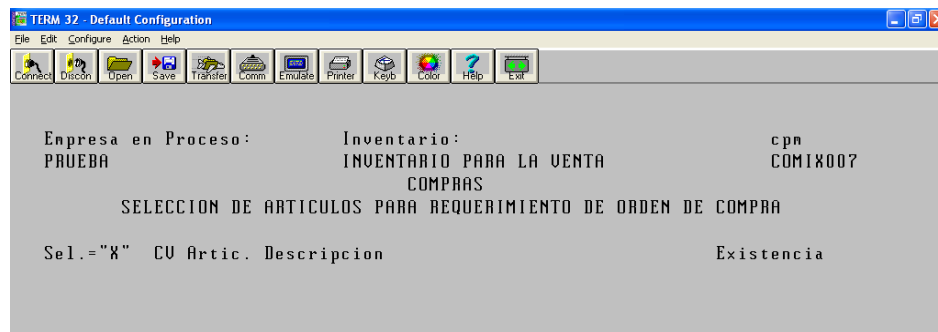 TERM 32 - Default Configuration
File Edit Configure Action Help
Connect Discon Open Save Transfer Comm Emulate Printer Keyb Color Help Exit
Empresa en Proceso: Inventario: cpm
PRUEBA INVENTARIO PARA LA VENTA COMIX007
COMPRAS
SELECCION DE ARTICULOS PARA REQUERIMIENTO DE ORDEN DE COMPRA
Sel.="X" CV Artic. Descripcion Existencia